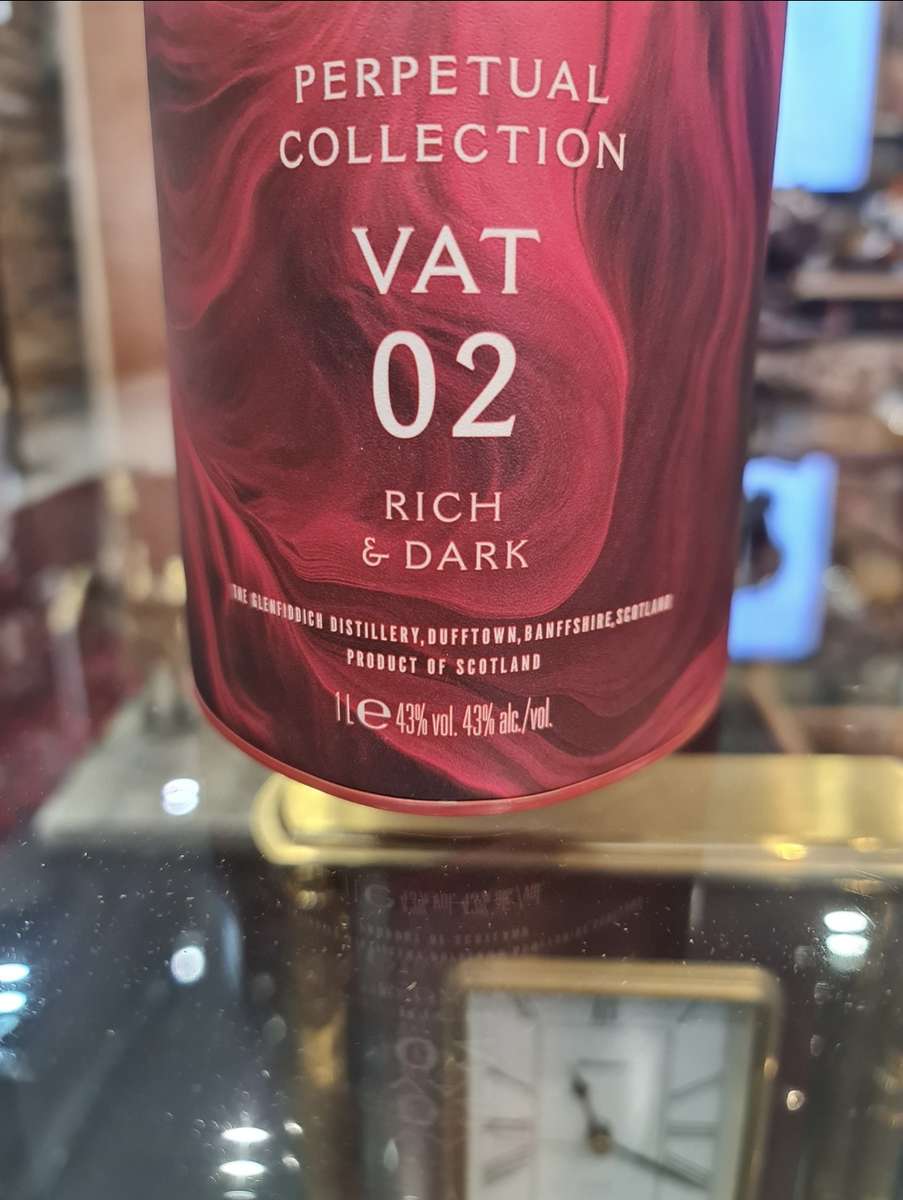 PERPETUAL
COLLECTION
VAT
02
RICH
& DARK
THE GLENFIDDICH DISTILLERY, DUFFTOWN, BANFFSHIRE, SCOTLAND
PRODUCT OF SCOTLAND
1L e 43% vol. 43% alc./vol.